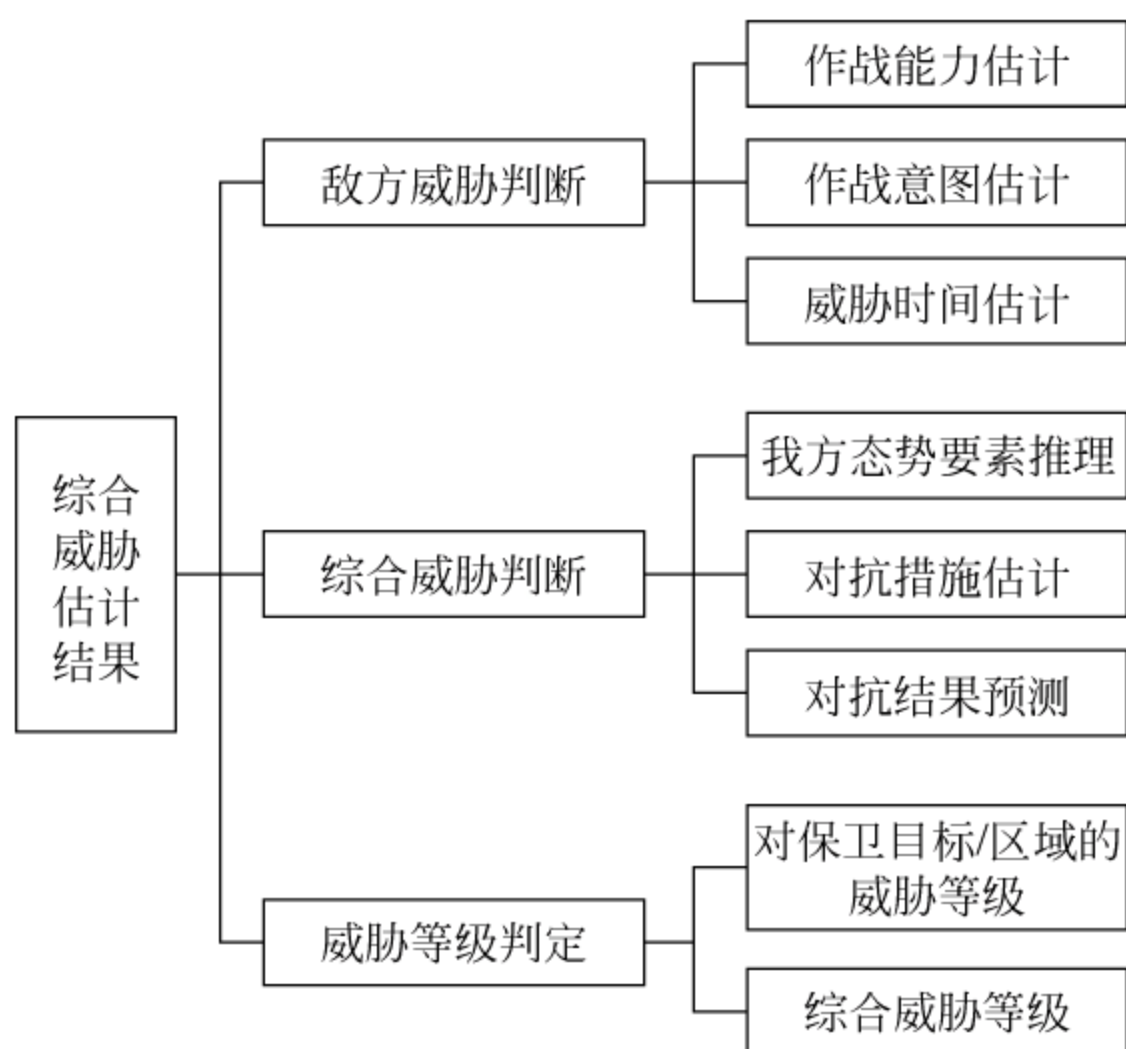 作战能力估计
敌方威胁判断
作战意图估计
威胁时间估计
综合
威胁
估计
结果
我方态势要素推理
综合威胁判断
对抗措施估计
对抗结果预测
对保卫目标/区域的
威胁等级
威胁等级判定
综合威胁等级